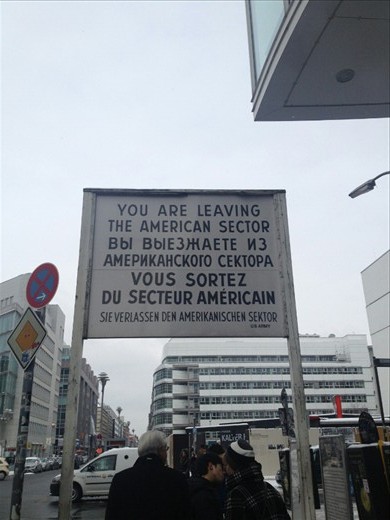 YOU ARE LEAVING
THE AMERICAN SECTOR
ВЫ ВЫЕЗЖАЕТЕ ИЗ
АМЕРИКАНСКОГО СЕКТОРА
VOUS SORTEZ
DU SECTEUR AMÉRICAIN
SIE VERLASSEN DEN AMERIKANISCHEN SEKTOR
US ARMY